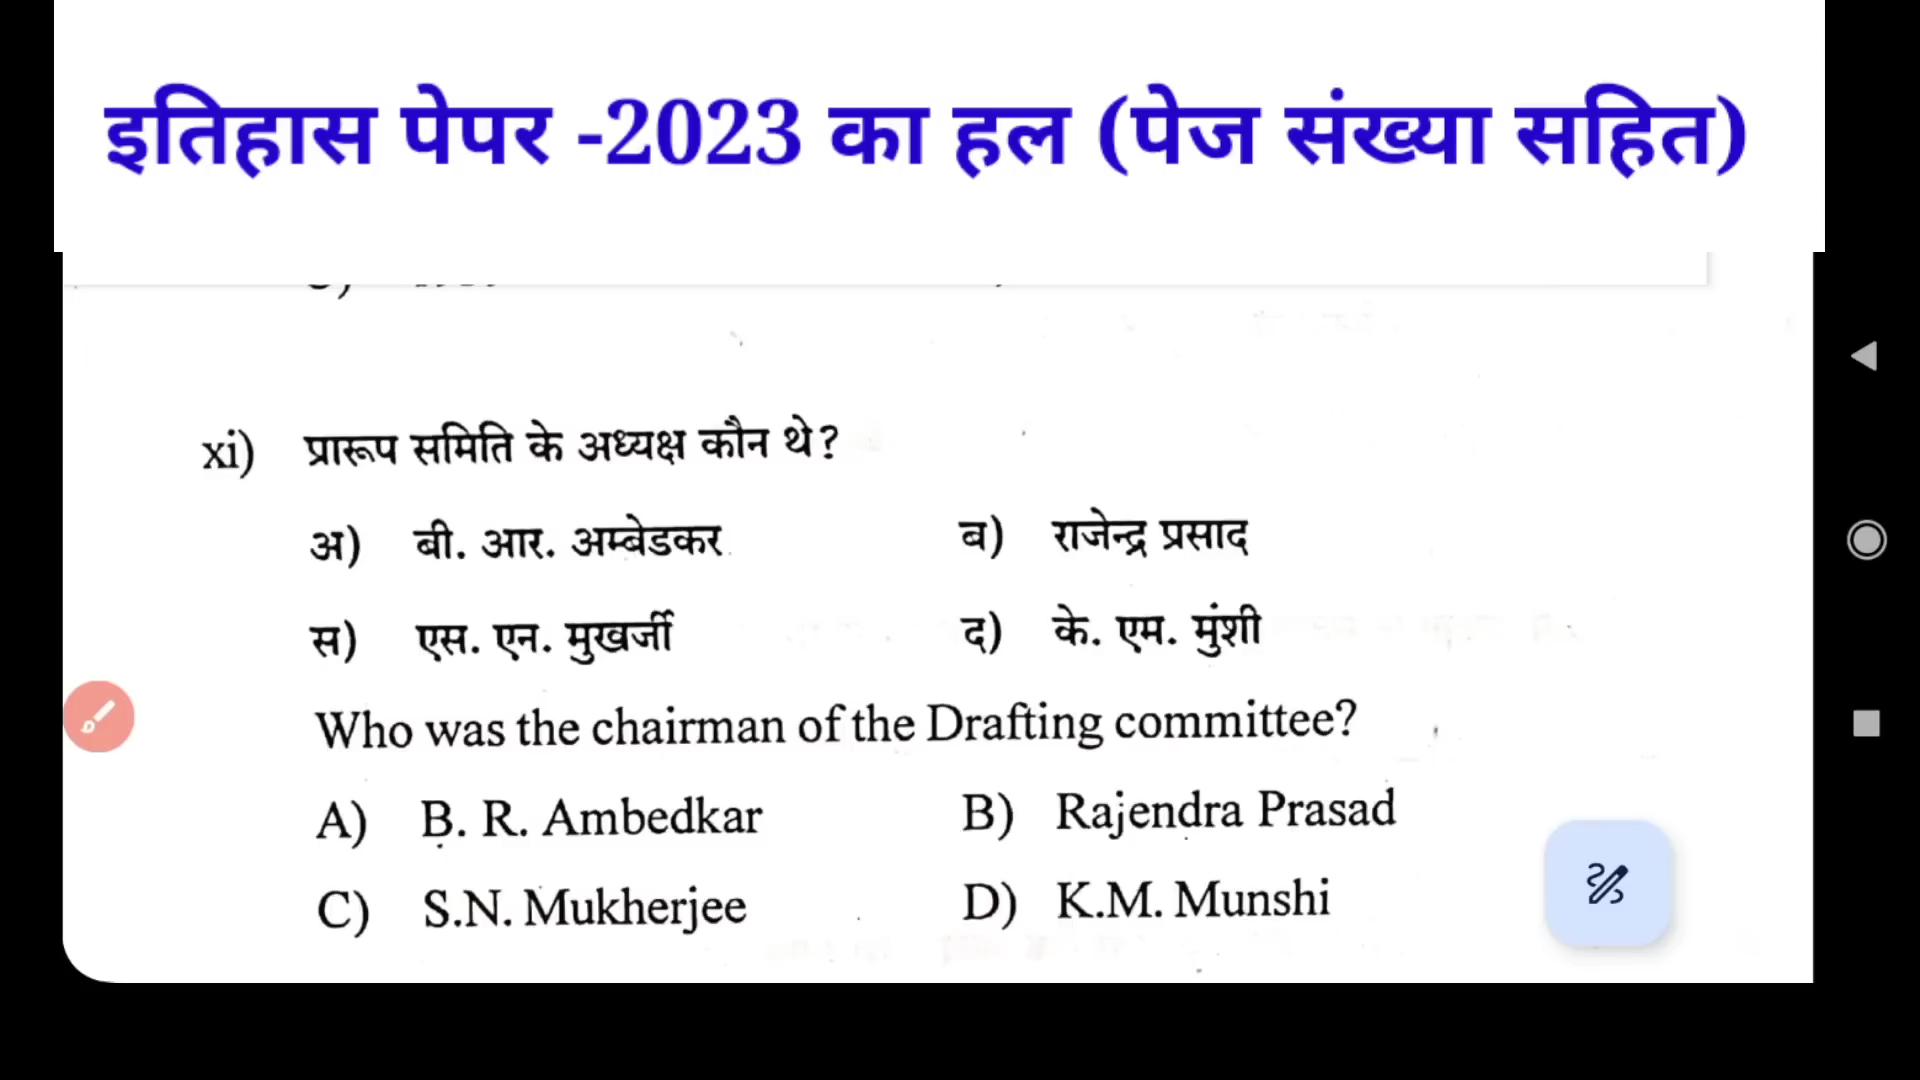 इतिहास पेपर -2023 का हल (पेज संख्या सहित)
xi) प्रारूप समिति के अध्यक्ष कौन थे?
अ) बी. आर. अम्बेडकर ब) राजेन्द्र प्रसाद
स) एस. एन. मुखर्जी द) के. एम. मुंशी
Who was the chairman of the Drafting committee?
A) B. R. Ambedkar B) Rajendra Prasad
C) S.N. Mukherjee D) K.M. Munshi